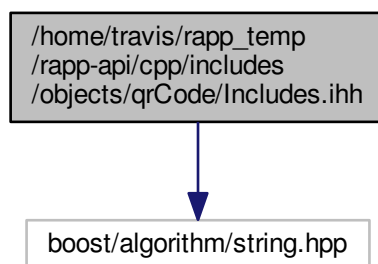 /home/travis/rapp_temp
/rapp-api/cpp/includes
/objects/qrCode/Includes.ihh
boost/algorithm/string.hpp